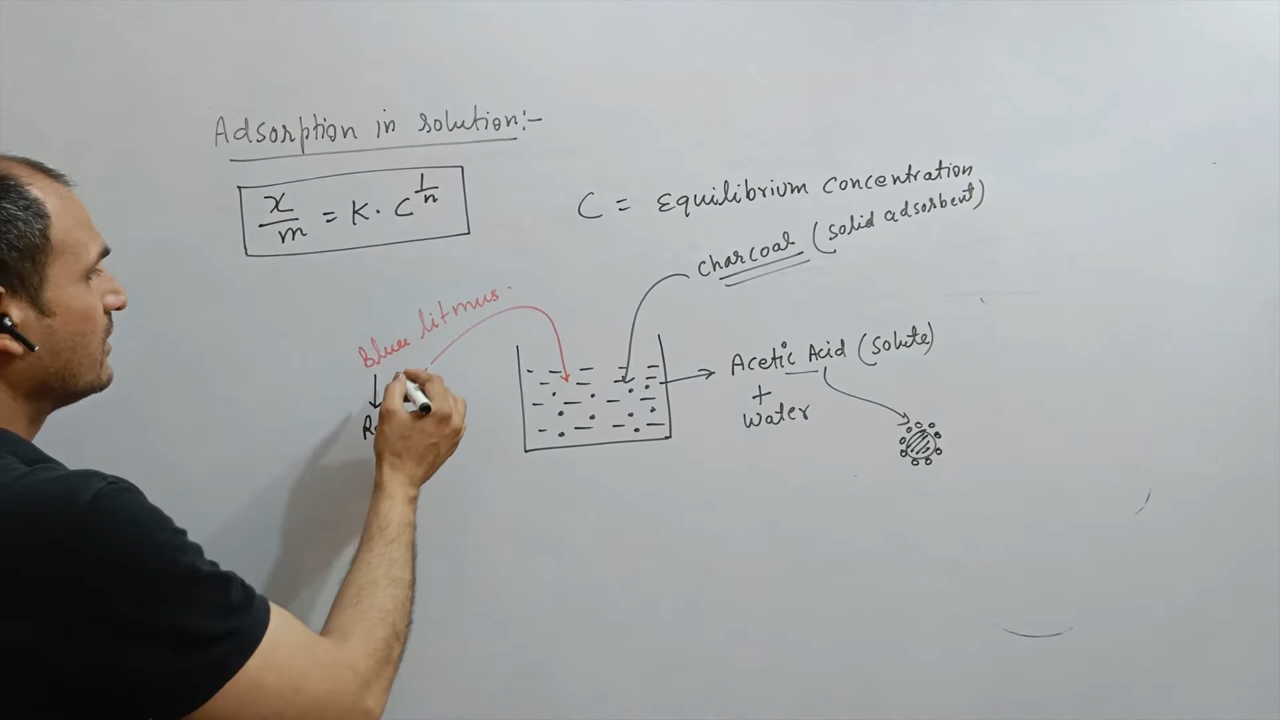 Adsorption in solution:-
x/m = K · C^1/n
C = Equilibrium concentration
charcoal (solid adsorbent)
Blue litmus.
Acetic Acid (solute)
+
water